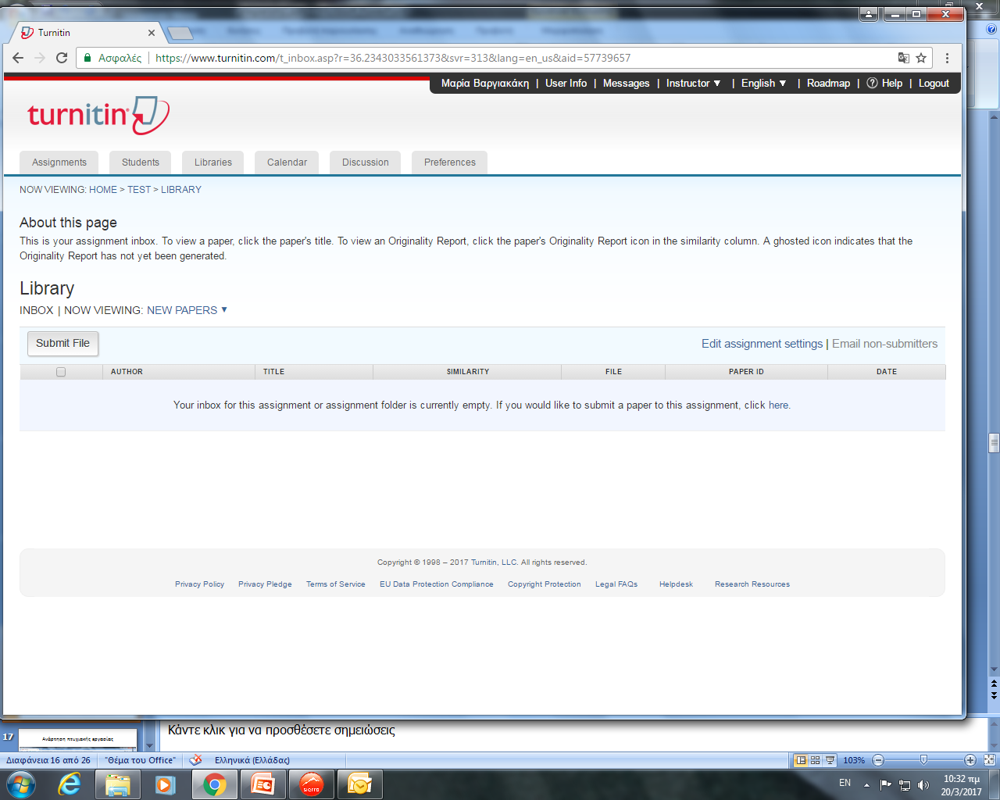 Turnitin
Ασφαλές https://www.turnitin.com/t_inbox.asp?r=36.2343033561373&svr=313&lang=en_us&aid=57739657
Μαρία Βαργιακάκη | User Info | Messages | Instructor ▼ | English ▼ | Roadmap | ? Help | Logout
turnitin
Assignments Students Libraries Calendar Discussion Preferences
NOW VIEWING: HOME > TEST > LIBRARY
About this page
This is your assignment inbox. To view a paper, click the paper's title. To view an Originality Report, click the paper's Originality Report icon in the similarity column. A ghosted icon indicates that the
Originality Report has not yet been generated.
Library
INBOX | NOW VIEWING: NEW PAPERS ▼
Submit File Edit assignment settings | Email non-submitters
AUTHOR TITLE SIMILARITY FILE PAPER ID DATE
Your inbox for this assignment or assignment folder is currently empty. If you would like to submit a paper to this assignment, click here.
Copyright © 1998 – 2017 Turnitin, LLC. All rights reserved.
Privacy Policy Privacy Pledge Terms of Service EU Data Protection Compliance Copyright Protection Legal FAQs Helpdesk Research Resources
17 Ανάρτηση πτυχιακής εργασίας
Κάντε κλικ για να προσθέσετε σημειώσεις
Διαφάνεια 16 από 26 "Θέμα του Office" Ελληνικά (Ελλάδας) 103%
sierra
EN 10:32 πμ
20/3/2017